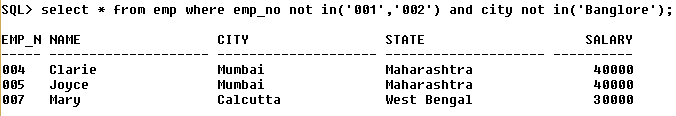 SQL> select * from emp where emp_no not in('001','002') and city not in('Banglore');
EMP_N NAME CITY STATE SALARY
----- -------------------- -------------------- -------------------- ----------
004 Clarie Mumbai Maharashtra 40000
005 Joyce Mumbai Maharashtra 40000
007 Mary Calcutta West Bengal 30000